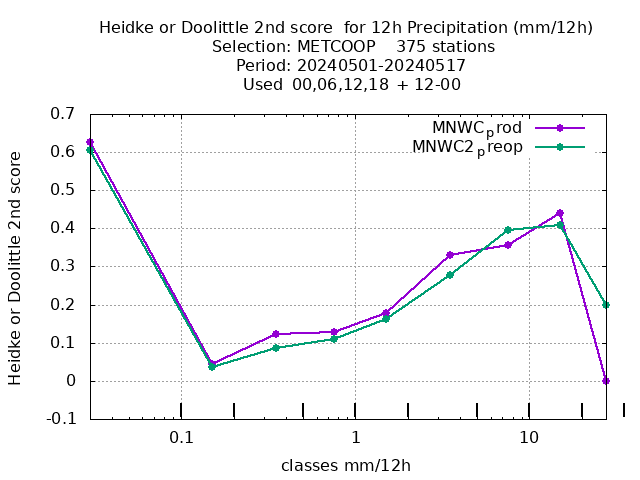 Heidke or Doolittle 2nd score  for 12h Precipitation (mm/12h)
Selection: METCOOP    375 stations
Period: 20240501-20240517
Used  00,06,12,18 + 12-00
MNWCprod
MNWC2preop
Heidke or Doolittle 2nd score
0.7
0.6
0.5
0.4
0.3
0.2
0.1
0
-0.1
0.1 1 10
classes mm/12h